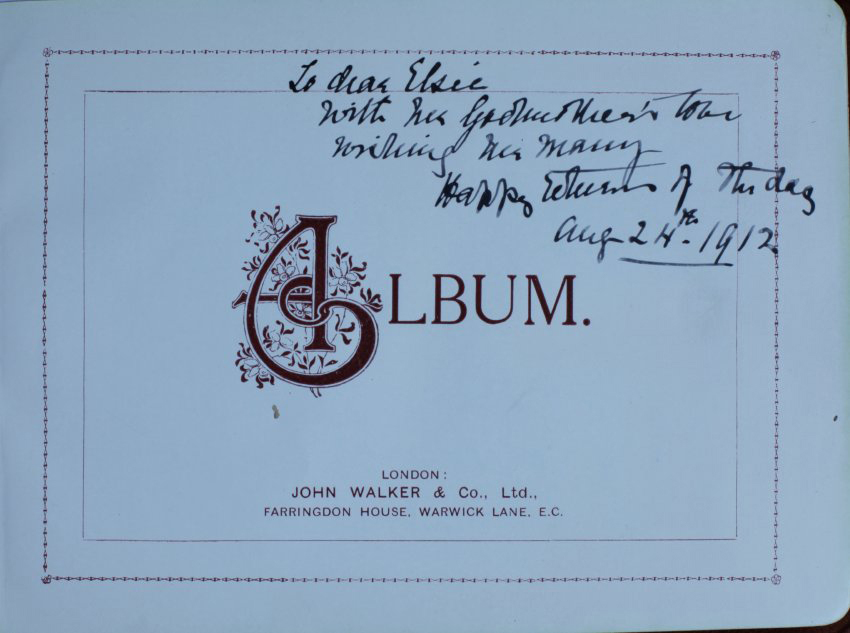 To dear Elsie
With her Godmother's love
wishing her many
Happy returns of the day
Aug 24th. 1912
ALBUM.
LONDON:
JOHN WALKER & Co., Ltd.,
FARRINGDON HOUSE, WARWICK LANE, E.C.